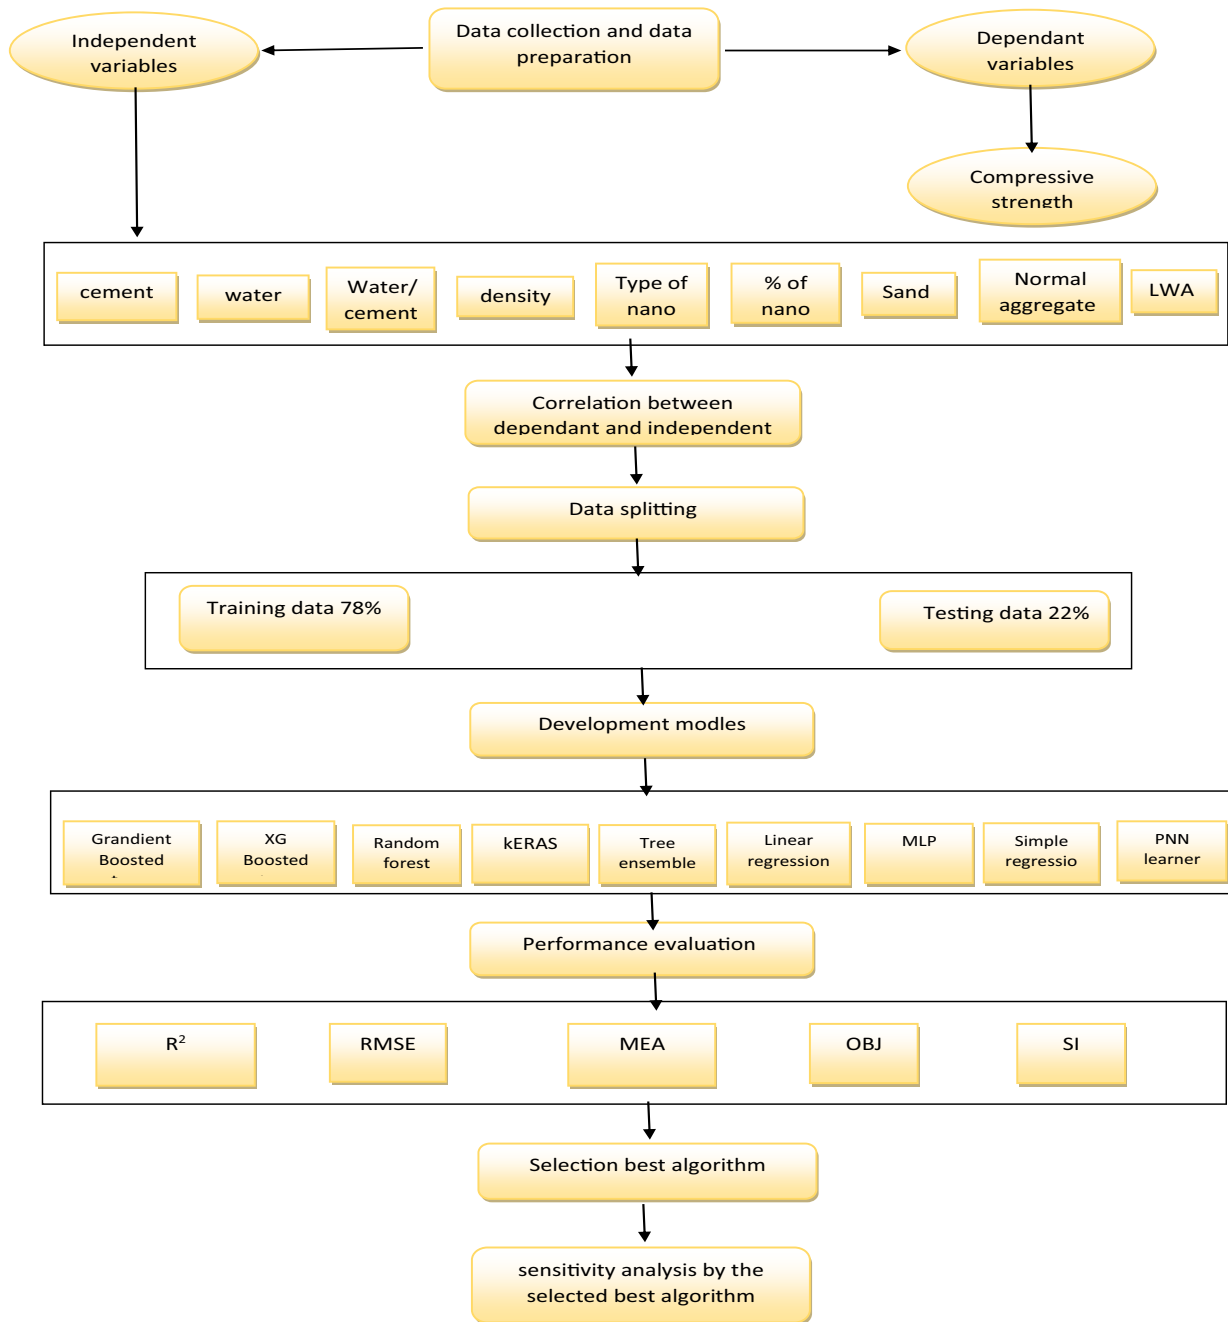 Independent
variables
Data collection and data
preparation
Dependant
variables
Compressive
strength
cement
water
Water/
cement
density
Type of
nano
% of
nano
Sand
Normal
aggregate
LWA
Correlation between
dependant and independent
Data splitting
Training data 78%
Testing data 22%
Development modles
Grandient
Boosted
XG
Boosted
Random
forest
kERAS
Tree
ensemble
Linear
regression
MLP
Simple
regressio
PNN
learner
Performance evaluation
R²
RMSE
MEA
OBJ
SI
Selection best algorithm
sensitivity analysis by the
selected best algorithm